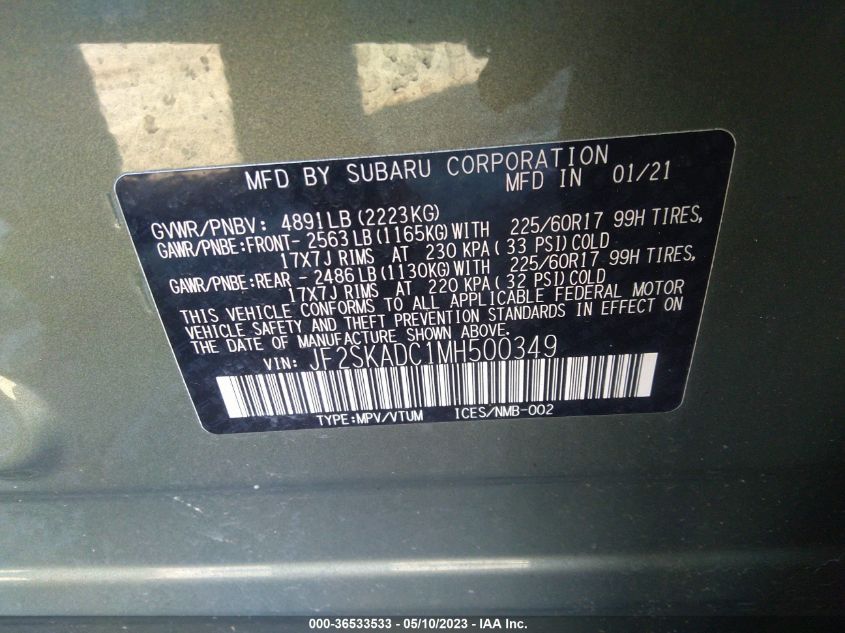 MFD BY SUBARU CORPORATION
MFD IN 01/21
GVWR/PNBV: 4891LB (2223KG)
GAWR/PNBE:FRONT- 2563LB(1165KG)WITH 225/60R17 99H TIRES,
17X7J RIMS AT 230 KPA (33 PSI)COLD
GAWR/PNBE:REAR - 2486LB(1130KG)WITH 225/60R17 99H TIRES,
17X7J RIMS AT 220 KPA (32 PSI)COLD
THIS VEHICLE CONFORMS TO ALL APPLICABLE FEDERAL MOTOR
VEHICLE SAFETY AND THEFT PREVENTION STANDARDS IN EFFECT ON
THE DATE OF MANUFACTURE SHOWN ABOVE.
VIN: JF2SKADC1MH500349
TYPE:MPV/VTUM ICES/NMB-002
000-36533533 - 05/10/2023 - IAA Inc.